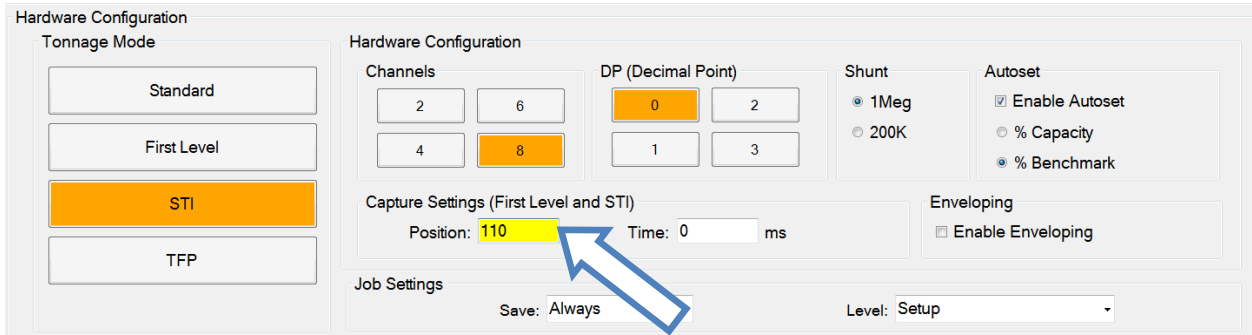 Hardware Configuration
Tonnage Mode
Standard
First Level
STI
TFP
Hardware Configuration
Channels
2 6
4 8
DP (Decimal Point)
0 2
1 3
Shunt
1Meg
200K
Autoset
Enable Autoset
% Capacity
% Benchmark
Capture Settings (First Level and STI)
Position: 110 Time: 0 ms
Enveloping
Enable Enveloping
Job Settings
Save: Always Level: Setup